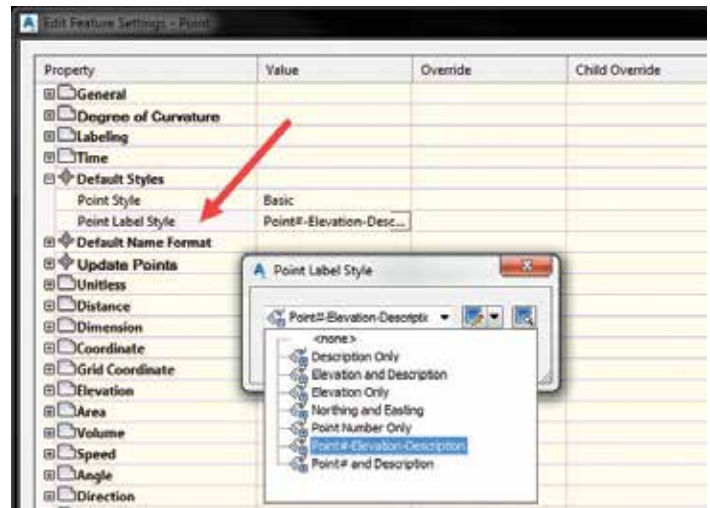 Edit Feature Settings - Point
Property Value Override Child Override
General
Degree of Curvature
Labeling
Time
Default Styles
Point Style Basic
Point Label Style Point#-Elevation-Desc...
Default Name Format
Update Points
Unitless
Distance
Dimension
Coordinate
Grid Coordinate
Elevation
Area
Volume
Speed
Angle
Direction
Point Label Style
Point#-Elevation-Descriptic
<none>
Description Only
Elevation and Description
Elevation Only
Northing and Easting
Point Number Only
Point#-Elevation-Description
Point# and Description